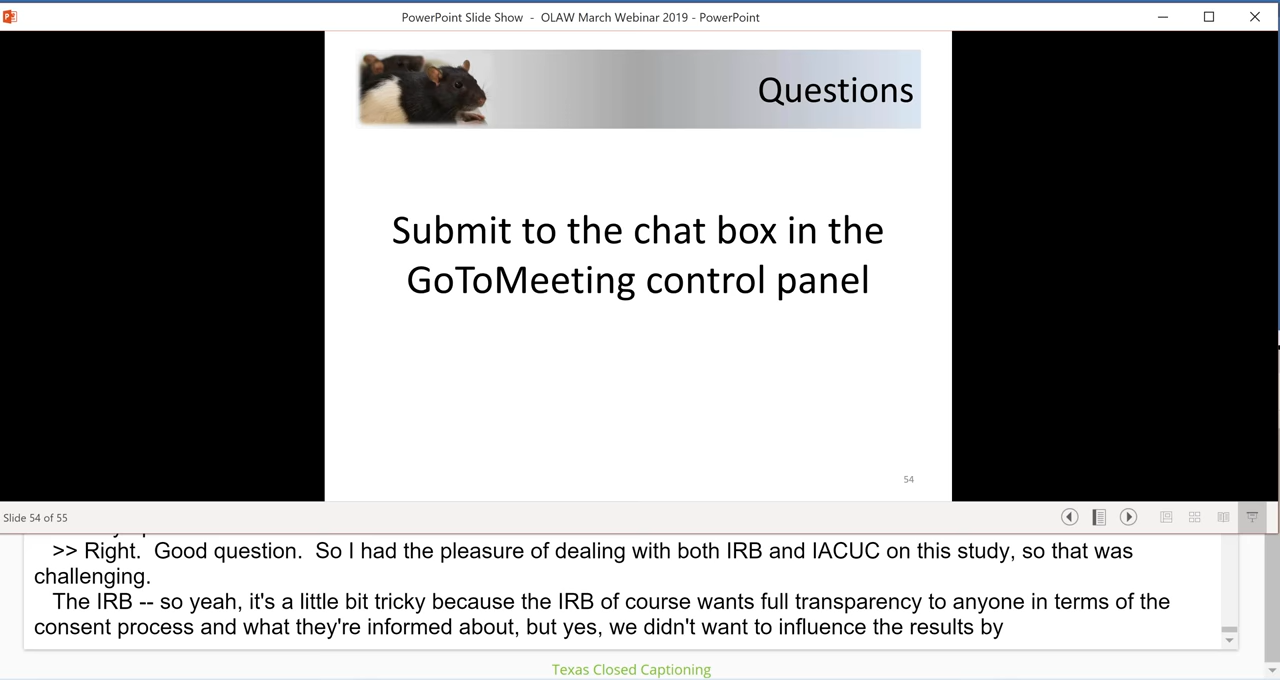 PowerPoint Slide Show - OLAW March Webinar 2019 - PowerPoint
Questions
Submit to the chat box in the
GoToMeeting control panel
54
Slide 54 of 55
>> Right.  Good question.  So I had the pleasure of dealing with both IRB and IACUC on this study, so that was
challenging.
The IRB -- so yeah, it's a little bit tricky because the IRB of course wants full transparency to anyone in terms of the
consent process and what they're informed about, but yes, we didn't want to influence the results by
Texas Closed Captioning